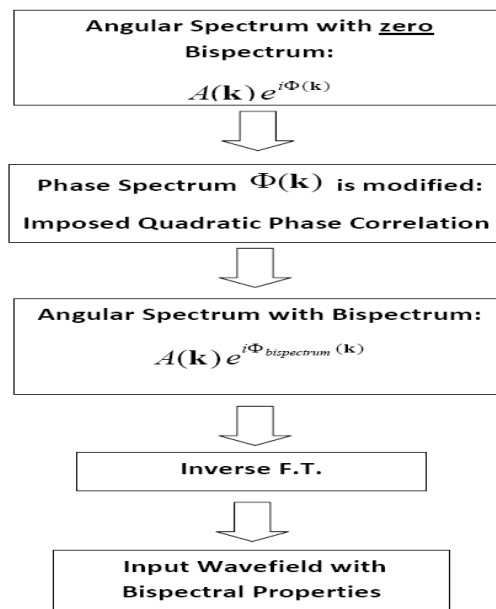 Angular Spectrum with zero
Bispectrum:
A(𝐤) e^{iΦ(𝐤)}
Phase Spectrum Φ(𝐤) is modified:
Imposed Quadratic Phase Correlation
Angular Spectrum with Bispectrum:
A(𝐤) e^{iΦ_{bispectrum}(𝐤)}
Inverse F.T.
Input Wavefield with
Bispectral Properties